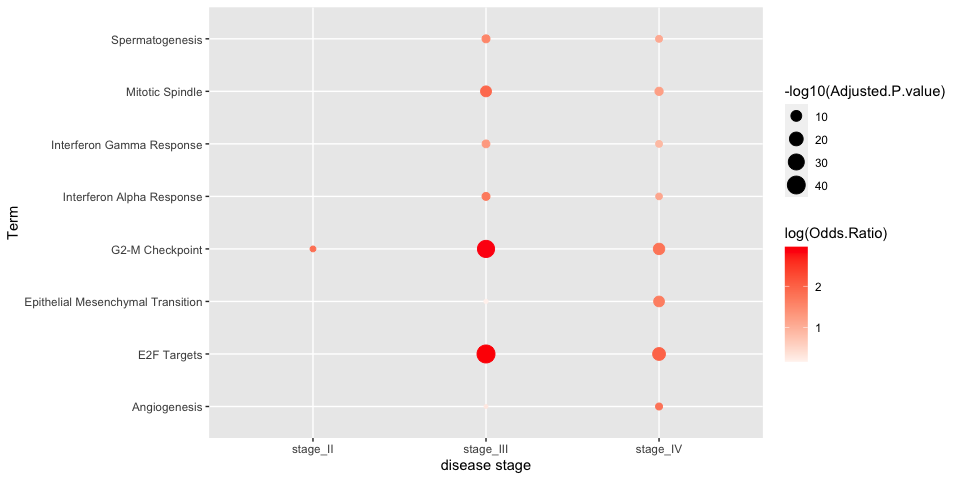 Term
Spermatogenesis
Mitotic Spindle
Interferon Gamma Response
Interferon Alpha Response
G2-M Checkpoint
Epithelial Mesenchymal Transition
E2F Targets
Angiogenesis
stage_II stage_III stage_IV
disease stage
-log10(Adjusted.P.value)
10
20
30
40
log(Odds.Ratio)
2
1